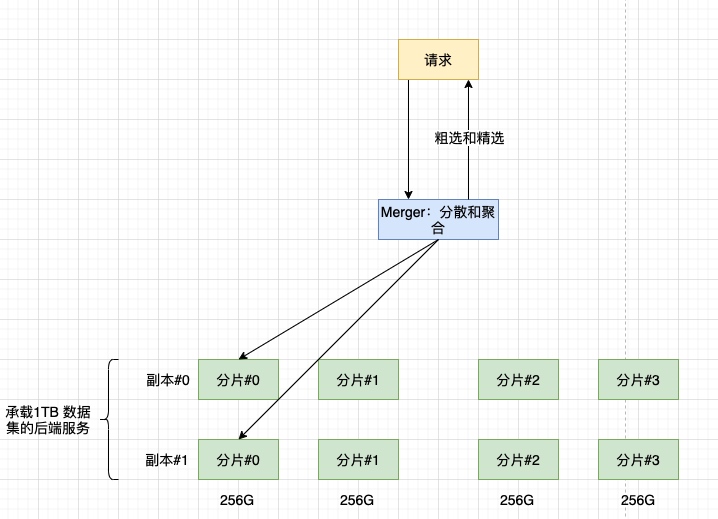 请求
粗选和精选
Merger：分散和聚
合
副本#0
分片#0
分片#1
分片#2
分片#3
承载1TB 数据
集的后端服务
副本#1
分片#0
分片#1
分片#2
分片#3
256G
256G
256G
256G